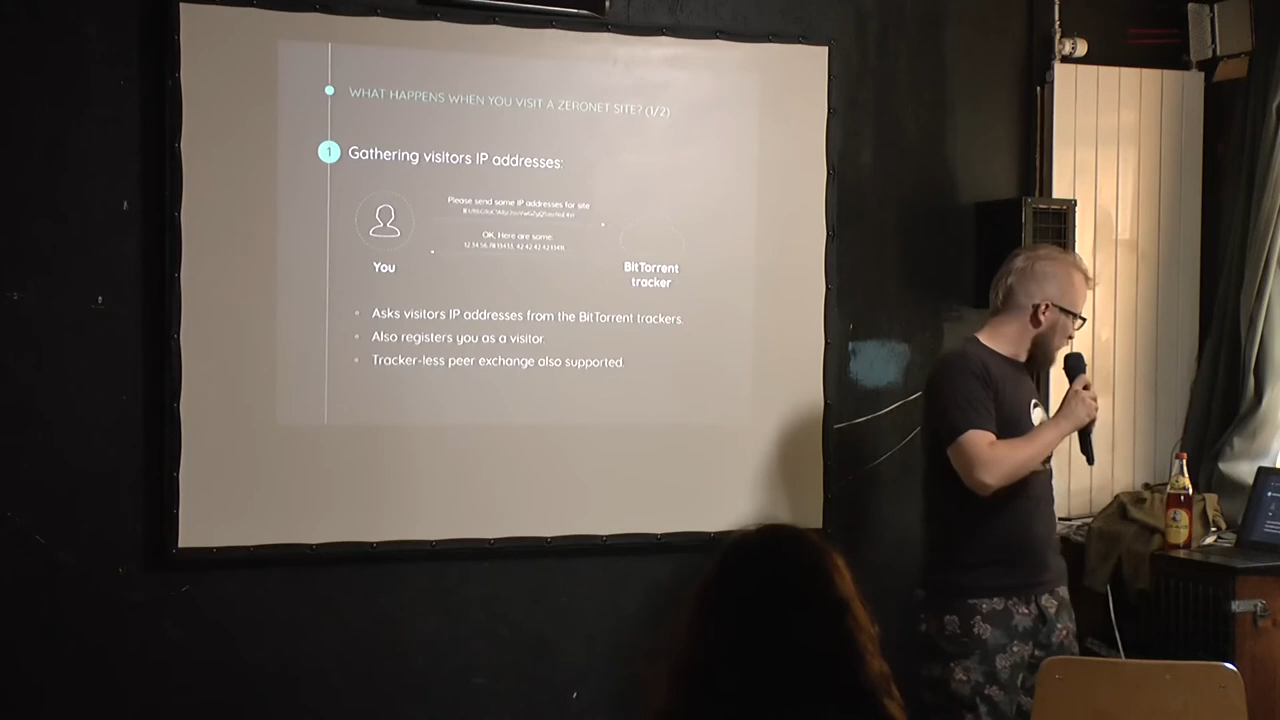 WHAT HAPPENS WHEN YOU VISIT A ZERONET SITE? (1/2)
1 Gathering visitors IP addresses:
Please send some IP addresses for site
OK, Here are some:
You
BitTorrent
tracker
Asks visitors IP addresses from the BitTorrent trackers.
Also registers you as a visitor.
Tracker-less peer exchange also supported.